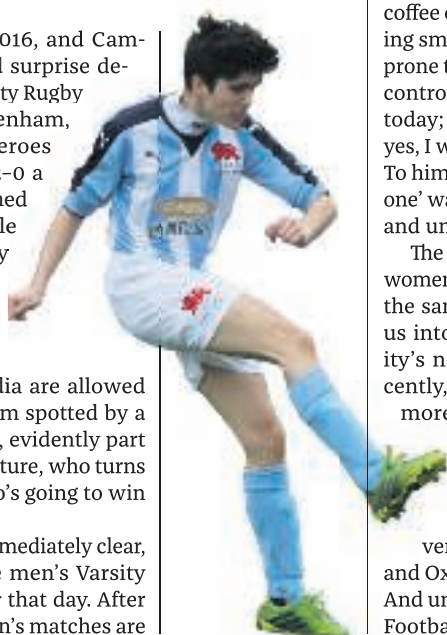 016, and Cam-
surprise de-
ty Rugby
enham,
eroes
–0 a
ned
le
y
dia are allowed
m spotted by a
, evidently part
ture, who turns
o's going to win
mediately clear,
e men's Varsity
r that day. After
n's matches are
coffee
ing sm
prone t
contro
today;
yes, I w
To him
one' wa
and un
The
women
the sar
us into
ity's n
cently,
more
ver
and Ox
And un
Footba